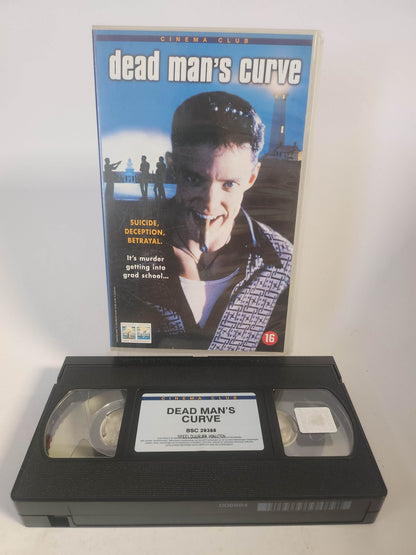 CINEMA CLUB
dead man's curve
SUICIDE,
DECEPTION,
BETRAYAL.
It's murder
getting into
grad school...
16
CINEMA CLUB
DEAD MAN'S
CURVE
BSC 29388